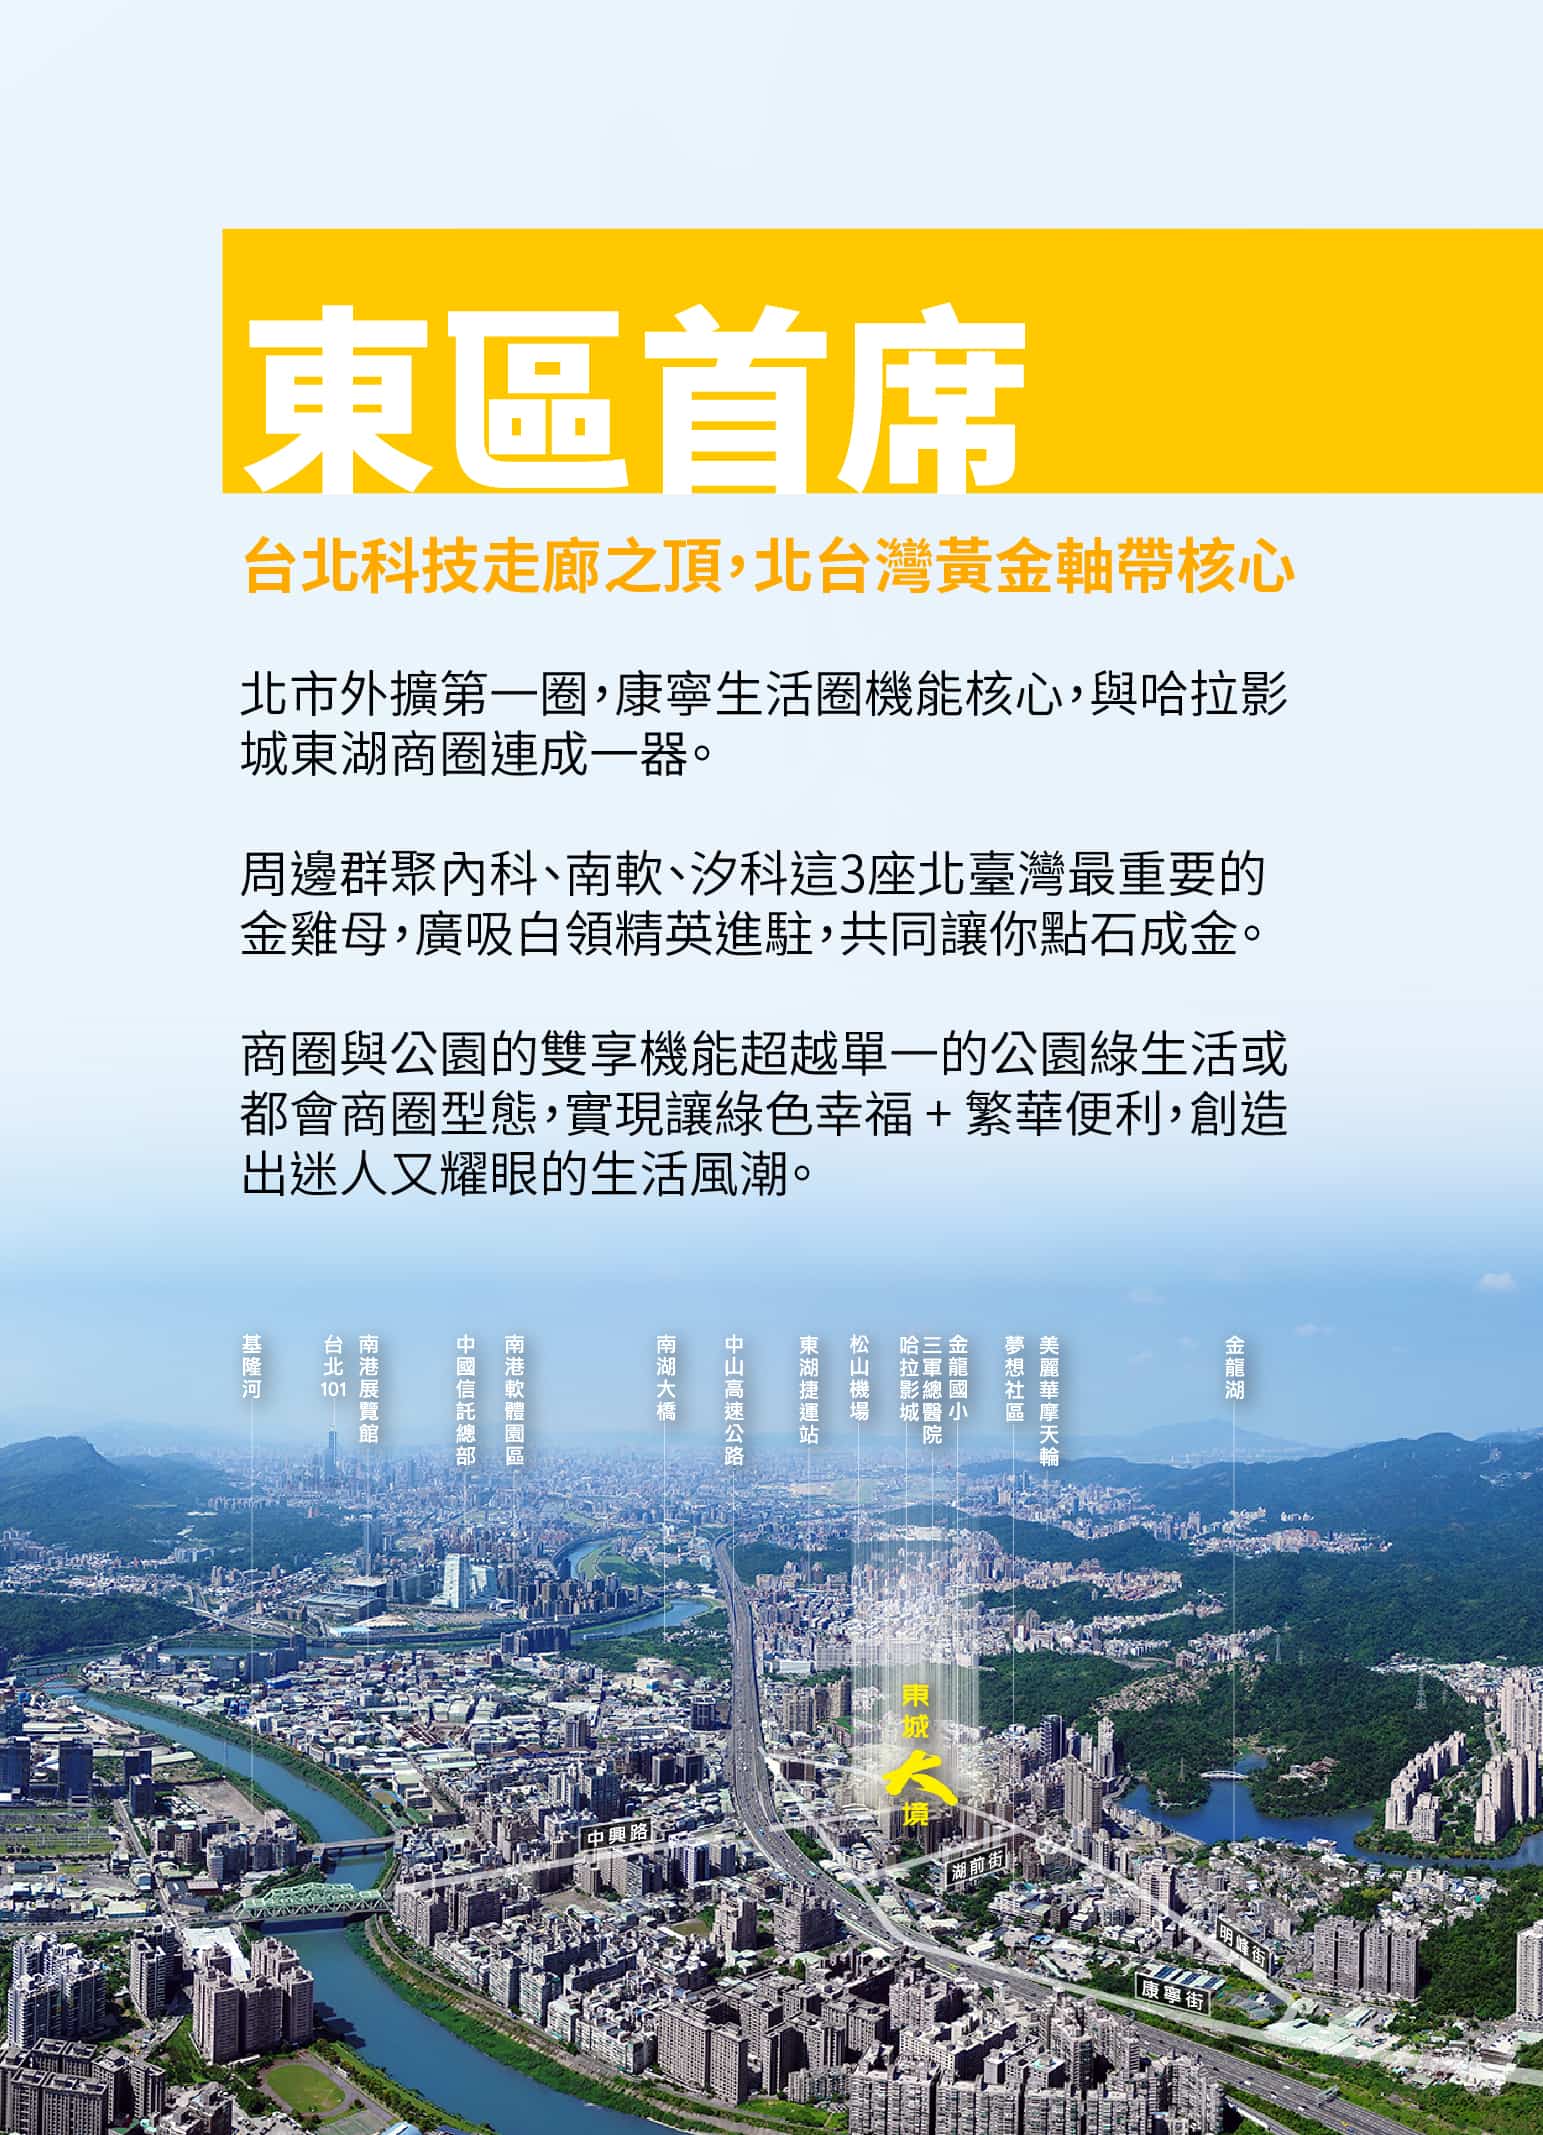 東區首席
台北科技走廊之頂，北台灣黃金軸帶核心
北市外擴第一圈，康寧生活圈機能核心，與哈拉影
城東湖商圈連成一器。
周邊群聚內科、南軟、汐科這3座北臺灣最重要的
金雞母，廣吸白領精英進駐，共同讓你點石成金。
商圈與公園的雙享機能超越單一的公園綠生活或
都會商圈型態，實現讓綠色幸福 + 繁華便利，創造
出迷人又耀眼的生活風潮。
基隆河
台北101
南港展覽館
中國信託總部
南港軟體園區
南湖大橋
中山高速公路
東湖捷運站
松山機場
哈拉影城
三軍總醫院
金龍國小
夢想社區
美麗華摩天輪
金龍湖
東城大境
中興路
湖前街
明峰街
康寧街